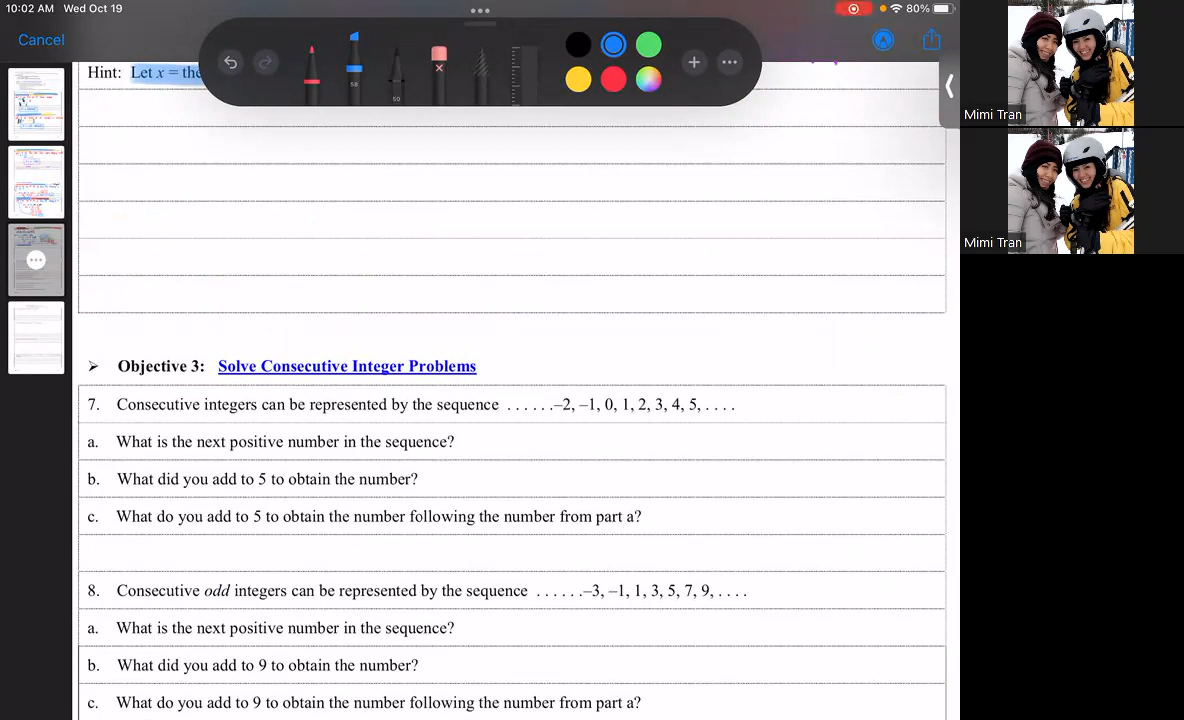 10:02 AM Wed Oct 19
80%
Cancel
58
50
Mimi Tran
Mimi Tran
Hint: Let x = the
➢ Objective 3: Solve Consecutive Integer Problems
7. Consecutive integers can be represented by the sequence . . . . . .–2, –1, 0, 1, 2, 3, 4, 5, . . . .
a. What is the next positive number in the sequence?
b. What did you add to 5 to obtain the number?
c. What do you add to 5 to obtain the number following the number from part a?
8. Consecutive odd integers can be represented by the sequence . . . . . .–3, –1, 1, 3, 5, 7, 9, . . . .
a. What is the next positive number in the sequence?
b. What did you add to 9 to obtain the number?
c. What do you add to 9 to obtain the number following the number from part a?